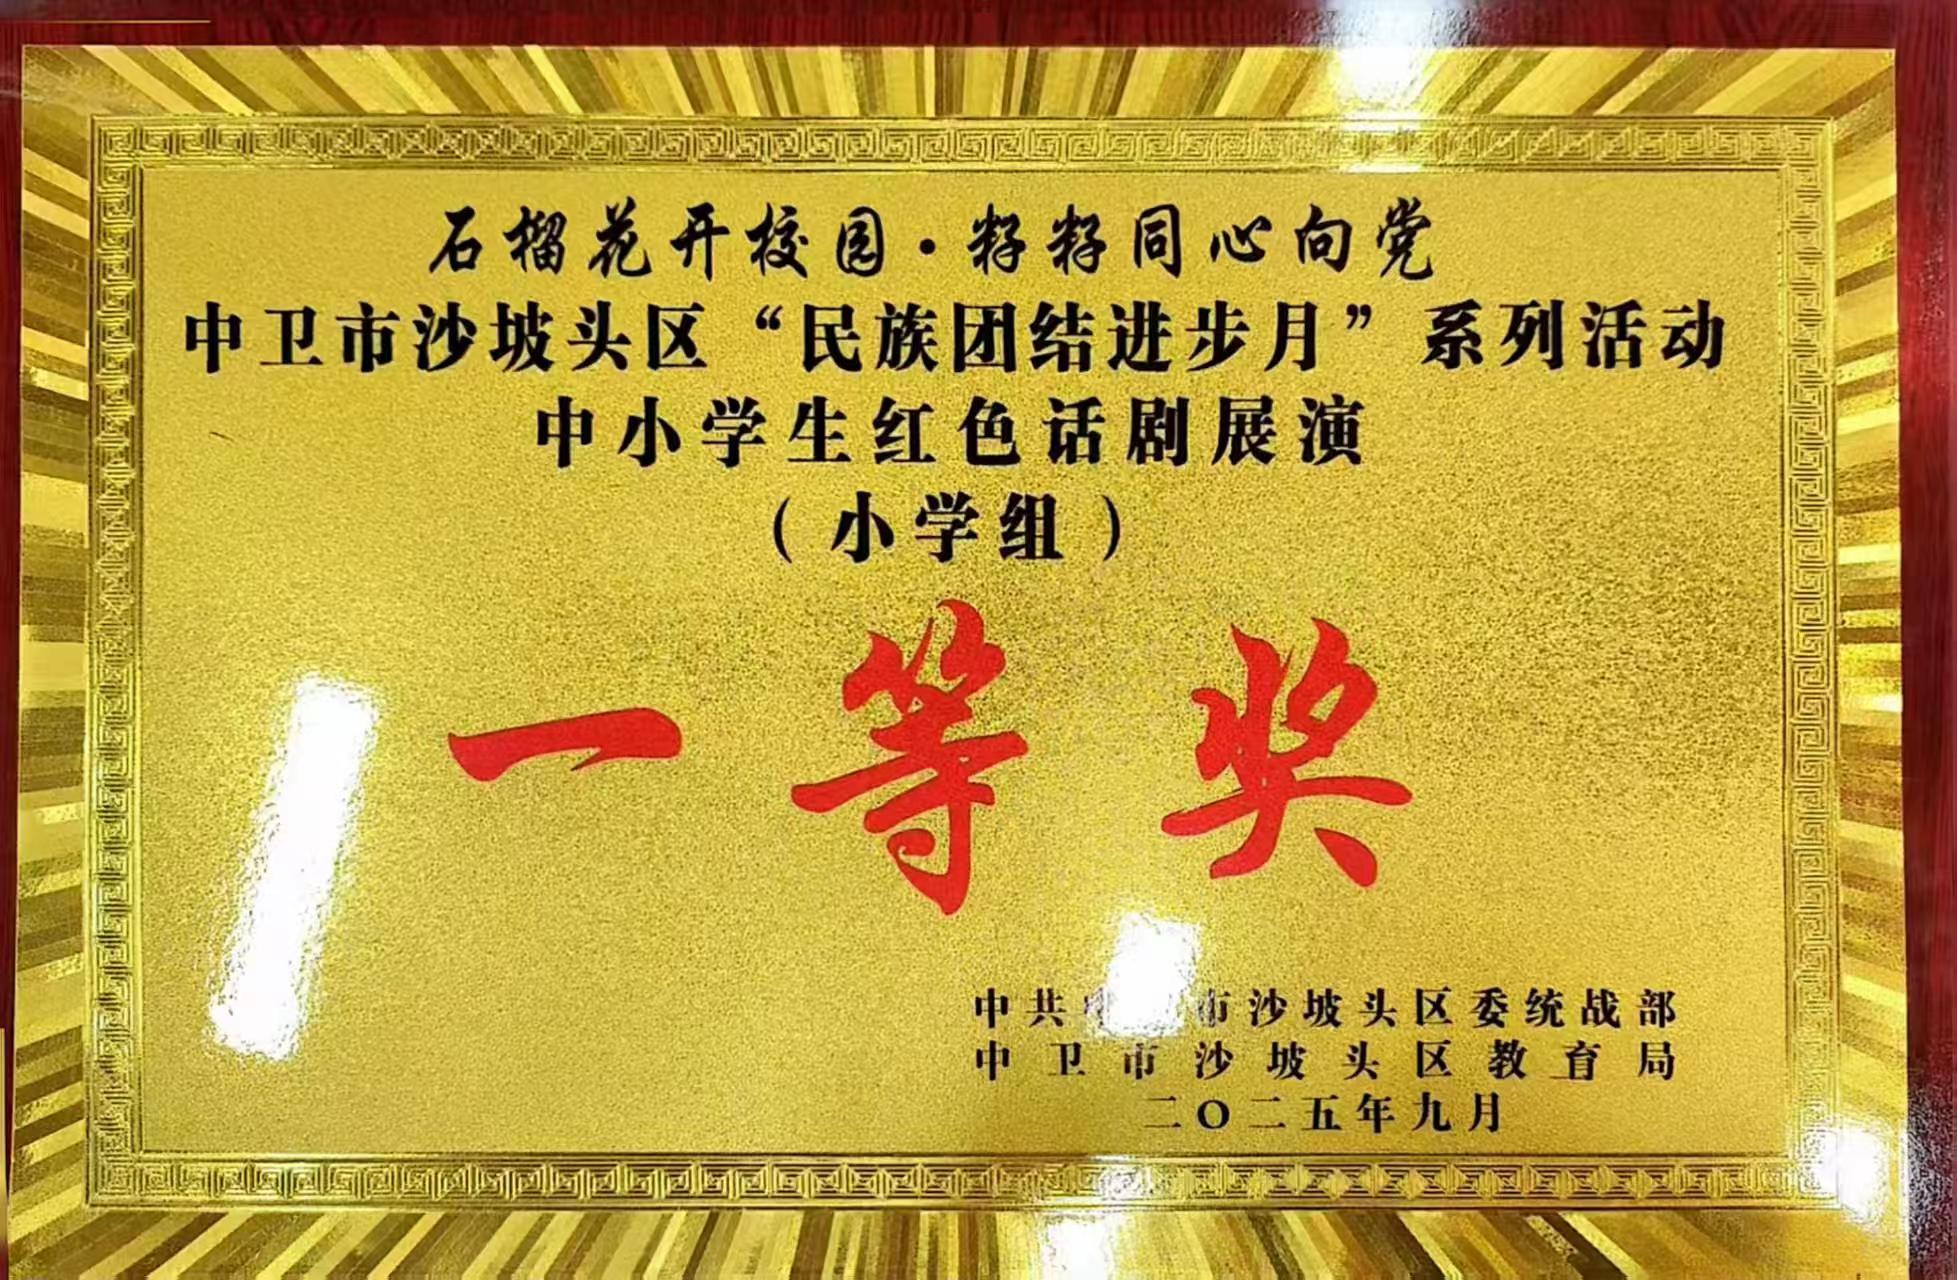 石榴花开校园·籽籽同心向党
中卫市沙坡头区“民族团结进步月”系列活动
中小学生红色话剧展演
（小学组）
一等奖
中共中 市沙坡头区委统战部
中卫市沙坡头区教育局
二〇二五年九月